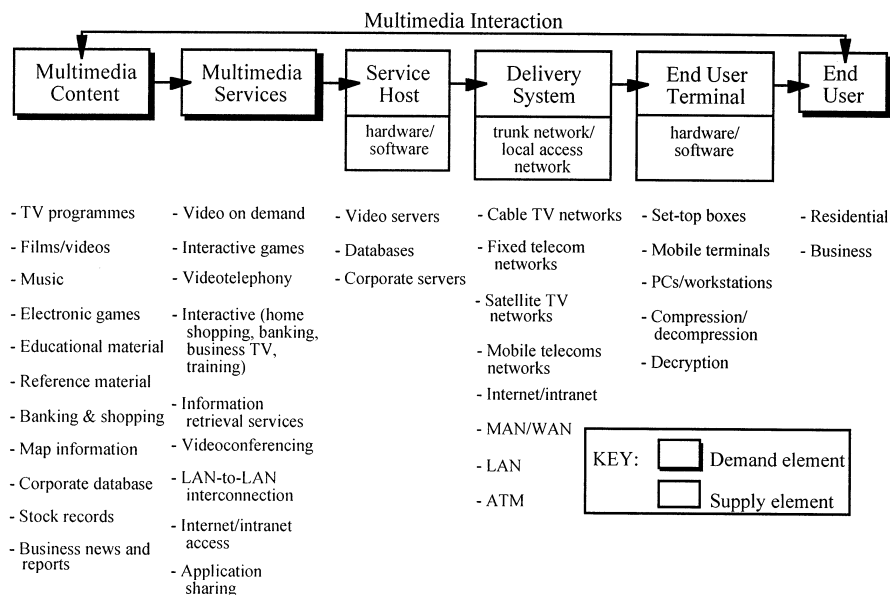 Multimedia Interaction
Multimedia
Content
Multimedia
Services
Service
Host
hardware/
software
Delivery
System
trunk network/
local access
network
End User
Terminal
hardware/
software
End
User
- TV programmes
- Films/videos
- Music
- Electronic games
- Educational material
- Reference material
- Banking & shopping
- Map information
- Corporate database
- Stock records
- Business news and
reports
- Video on demand
- Interactive games
- Videotelephony
- Interactive (home
shopping, banking,
business TV,
training)
- Information
retrieval services
- Videoconferencing
- LAN-to-LAN
interconnection
- Internet/intranet
access
- Application
sharing
- Video servers
- Databases
- Corporate servers
- Cable TV networks
- Fixed telecom
networks
- Satellite TV
networks
- Mobile telecoms
networks
- Internet/intranet
- MAN/WAN
- LAN
- ATM
- Set-top boxes
- Mobile terminals
- PCs/workstations
- Compression/
decompression
- Decryption
- Residential
- Business
KEY:
Demand element
Supply element